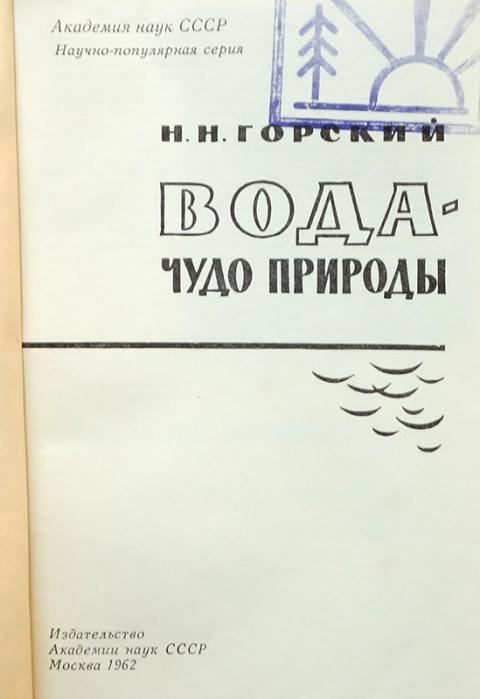 Академия наук СССР
Научно-популярная серия
Н. Н. ГОРСКИЙ
ВОДА-
ЧУДО ПРИРОДЫ
Издательство
Академии наук СССР
Москва 1962